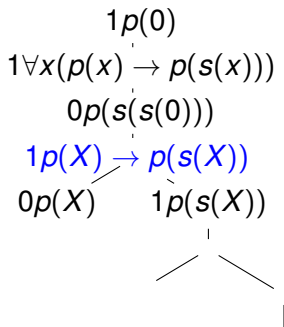 1p(0)
1∀x(p(x) → p(s(x)))
0p(s(s(0)))
1p(X) → p(s(X))
0p(X) 1p(s(X))